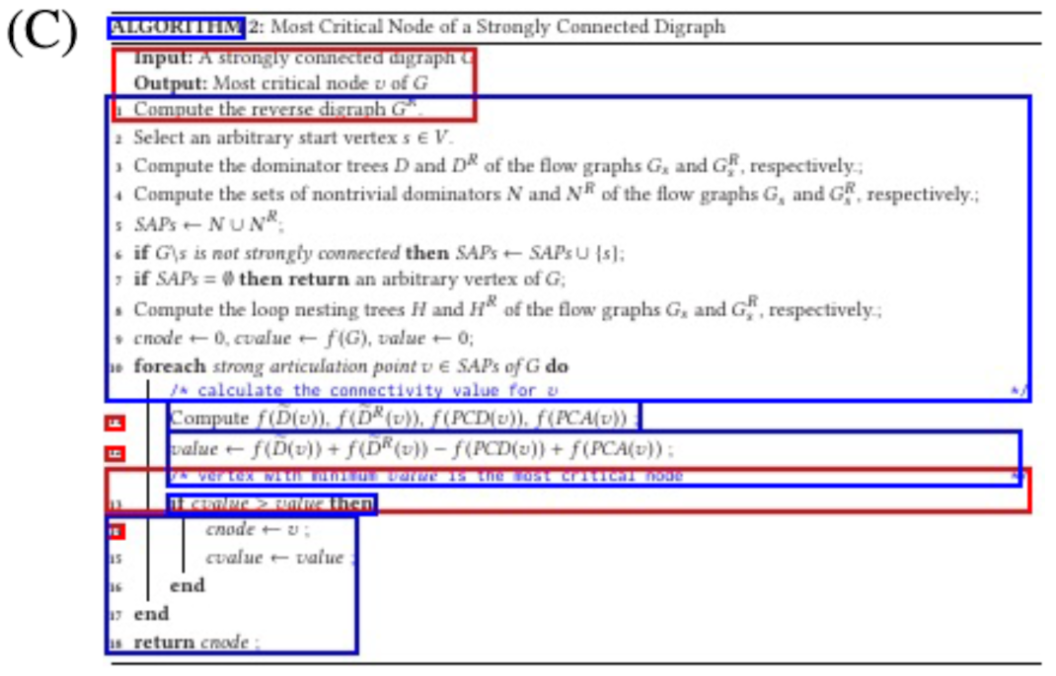 (C)
ALGORITHM 2: Most Critical Node of a Strongly Connected Digraph
Input: A strongly connected digraph G
Output: Most critical node v of G
1 Compute the reverse digraph G^R.
2 Select an arbitrary start vertex s ∈ V.
3 Compute the dominator trees D and D^R of the flow graphs G_s and G_s^R, respectively.;
4 Compute the sets of nontrivial dominators N and N^R of the flow graphs G_s and G_s^R, respectively.;
5 SAPs ← N ∪ N^R;
6 if G\s is not strongly connected then SAPs ← SAPs ∪ {s};
7 if SAPs = ∅ then return an arbitrary vertex of G;
8 Compute the loop nesting trees H and H^R of the flow graphs G_s and G_s^R, respectively.;
9 cnode ← 0, cvalue ← f(G), value ← 0;
10 foreach strong articulation point v ∈ SAPs of G do
/* calculate the connectivity value for v */
11 Compute f(D̃(v)), f(D̃^R(v)), f(PCD(v)), f(PCA(v)) ;
12 value ← f(D̃(v)) + f(D̃^R(v)) − f(PCD(v)) + f(PCA(v)) ;
/* vertex with minimum value is the most critical node */
13 if cvalue > value then
14 cnode ← v ;
15 cvalue ← value ;
16 end
17 end
18 return cnode ;